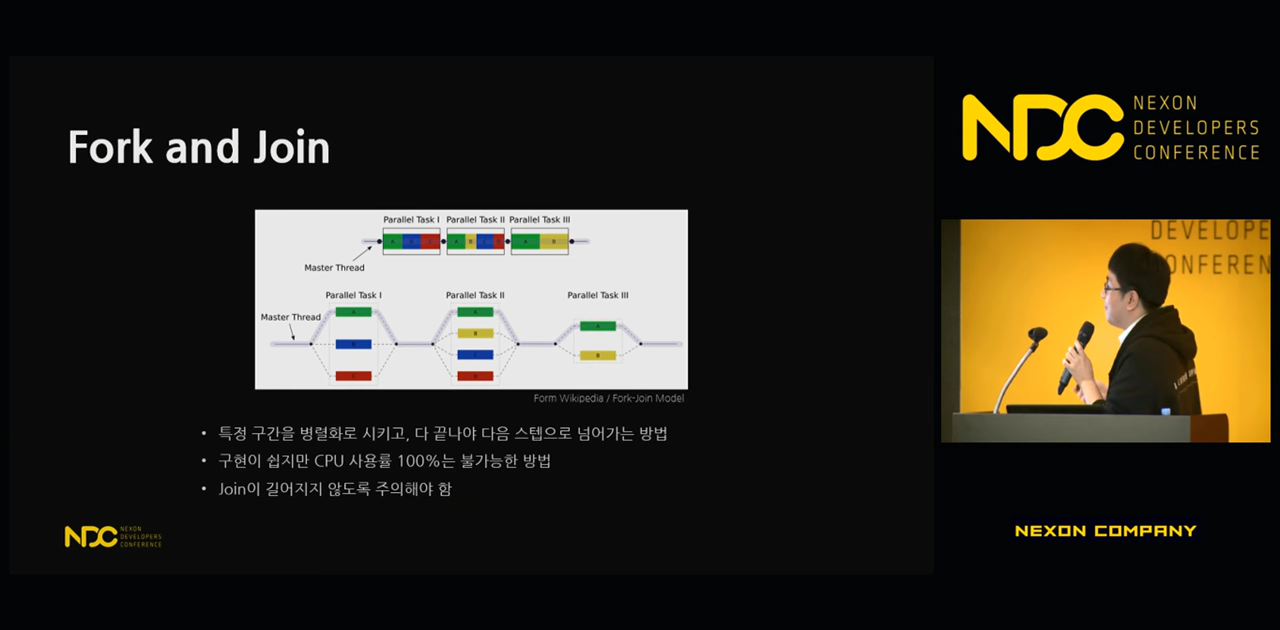 Fork and Join
Parallel Task I Parallel Task II Parallel Task III
Master Thread
Parallel Task I Parallel Task II Parallel Task III
Master Thread
A A A
B B
B C B
C D
Form Wikipedia / Fork-Join Model
• 특정 구간을 병렬화로 시키고, 다 끝나야 다음 스텝으로 넘어가는 방법
• 구현이 쉽지만 CPU 사용률 100%는 불가능한 방법
• Join이 길어지지 않도록 주의해야 함
NDC NEXON
DEVELOPERS
CONFERENCE
NDC NEXON
DEVELOPERS
CONFERENCE
DEVELOPE
ONFEREN
NEXON COMPANY